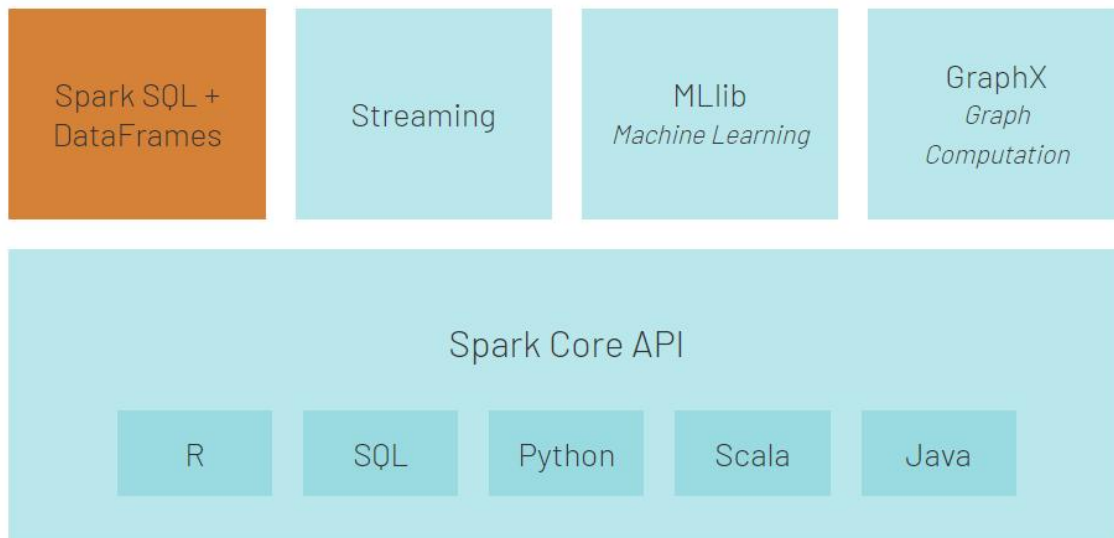 Spark SQL +
DataFrames
Streaming
MLlib
Machine Learning
GraphX
Graph
Computation
Spark Core API
R
SQL
Python
Scala
Java